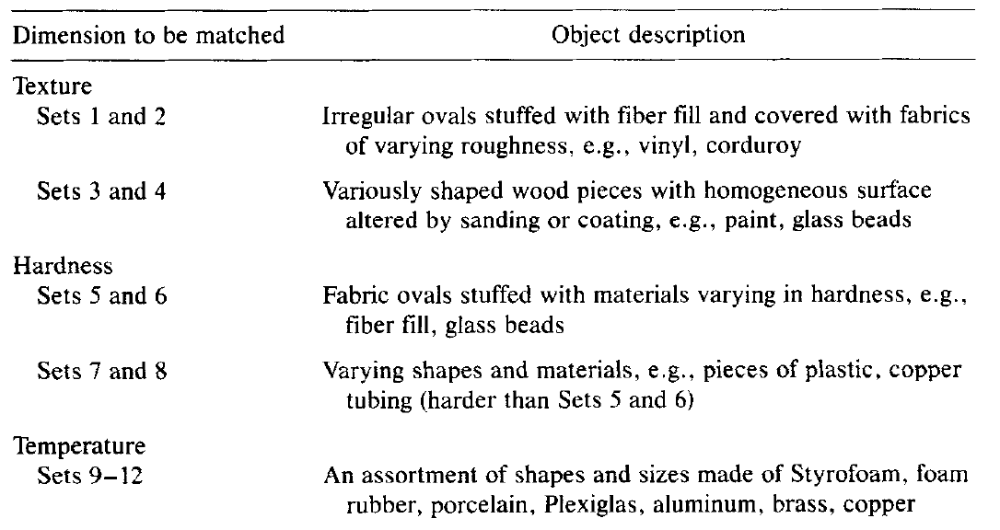 Dimension to be matched Object description
Texture
Sets 1 and 2 Irregular ovals stuffed with fiber fill and covered with fabrics
of varying roughness, e.g., vinyl, corduroy
Sets 3 and 4 Variously shaped wood pieces with homogeneous surface
altered by sanding or coating, e.g., paint, glass beads
Hardness
Sets 5 and 6 Fabric ovals stuffed with materials varying in hardness, e.g.,
fiber fill, glass beads
Sets 7 and 8 Varying shapes and materials, e.g., pieces of plastic, copper
tubing (harder than Sets 5 and 6)
Temperature
Sets 9–12 An assortment of shapes and sizes made of Styrofoam, foam
rubber, porcelain, Plexiglas, aluminum, brass, copper